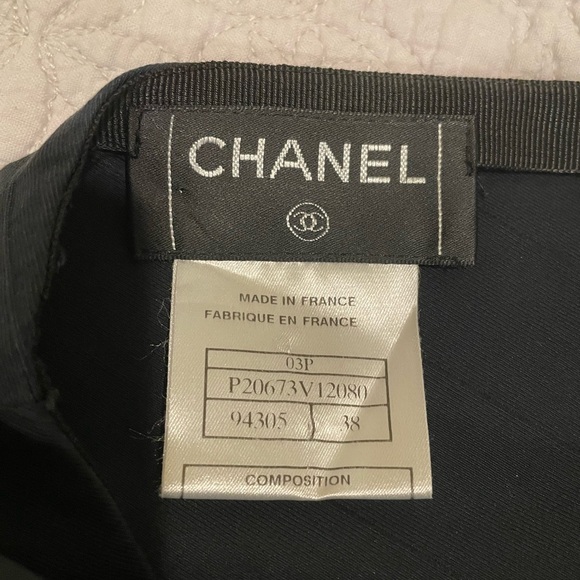 CHANEL
MADE IN FRANCE
FABRIQUE EN FRANCE
03P
P20673V12080
94305 38
COMPOSITION